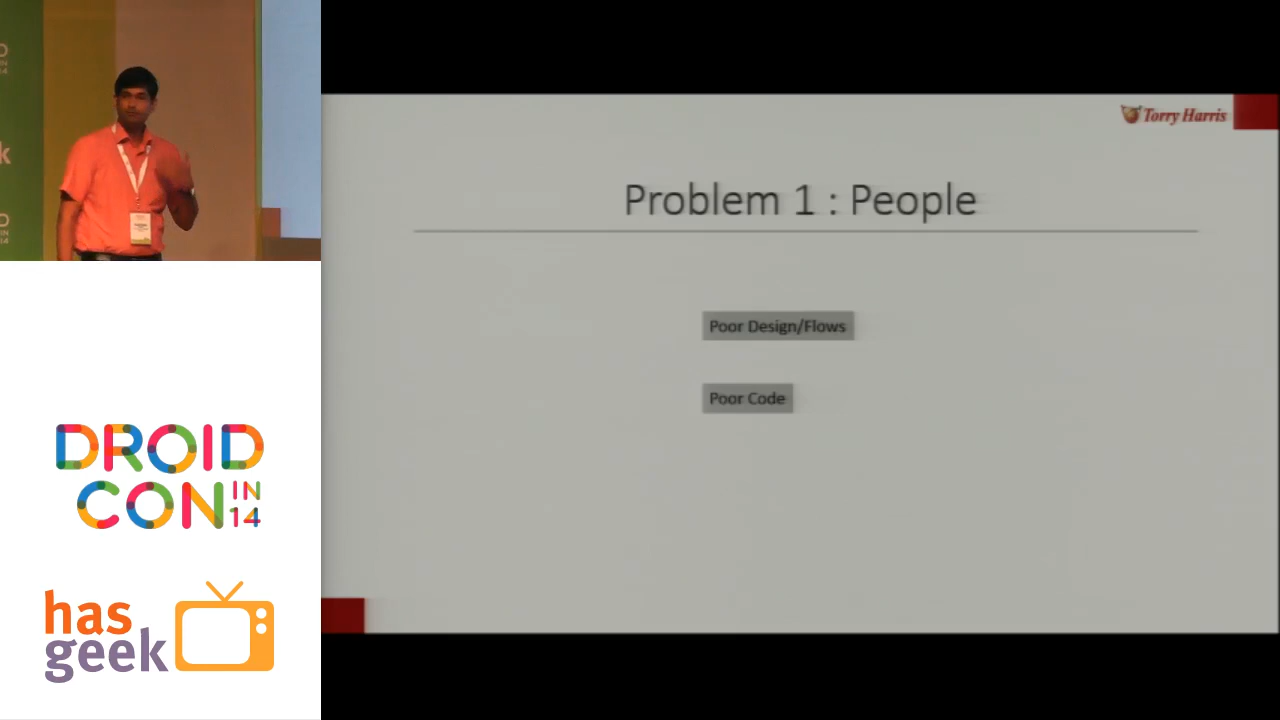 Torry Harris
Problem 1 : People
Poor Design/Flows
Poor Code
DROID
CON IN
14
has
geek